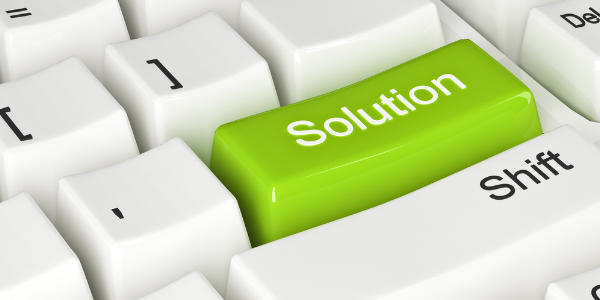 =
Del
]
[
Solution
Shift
'